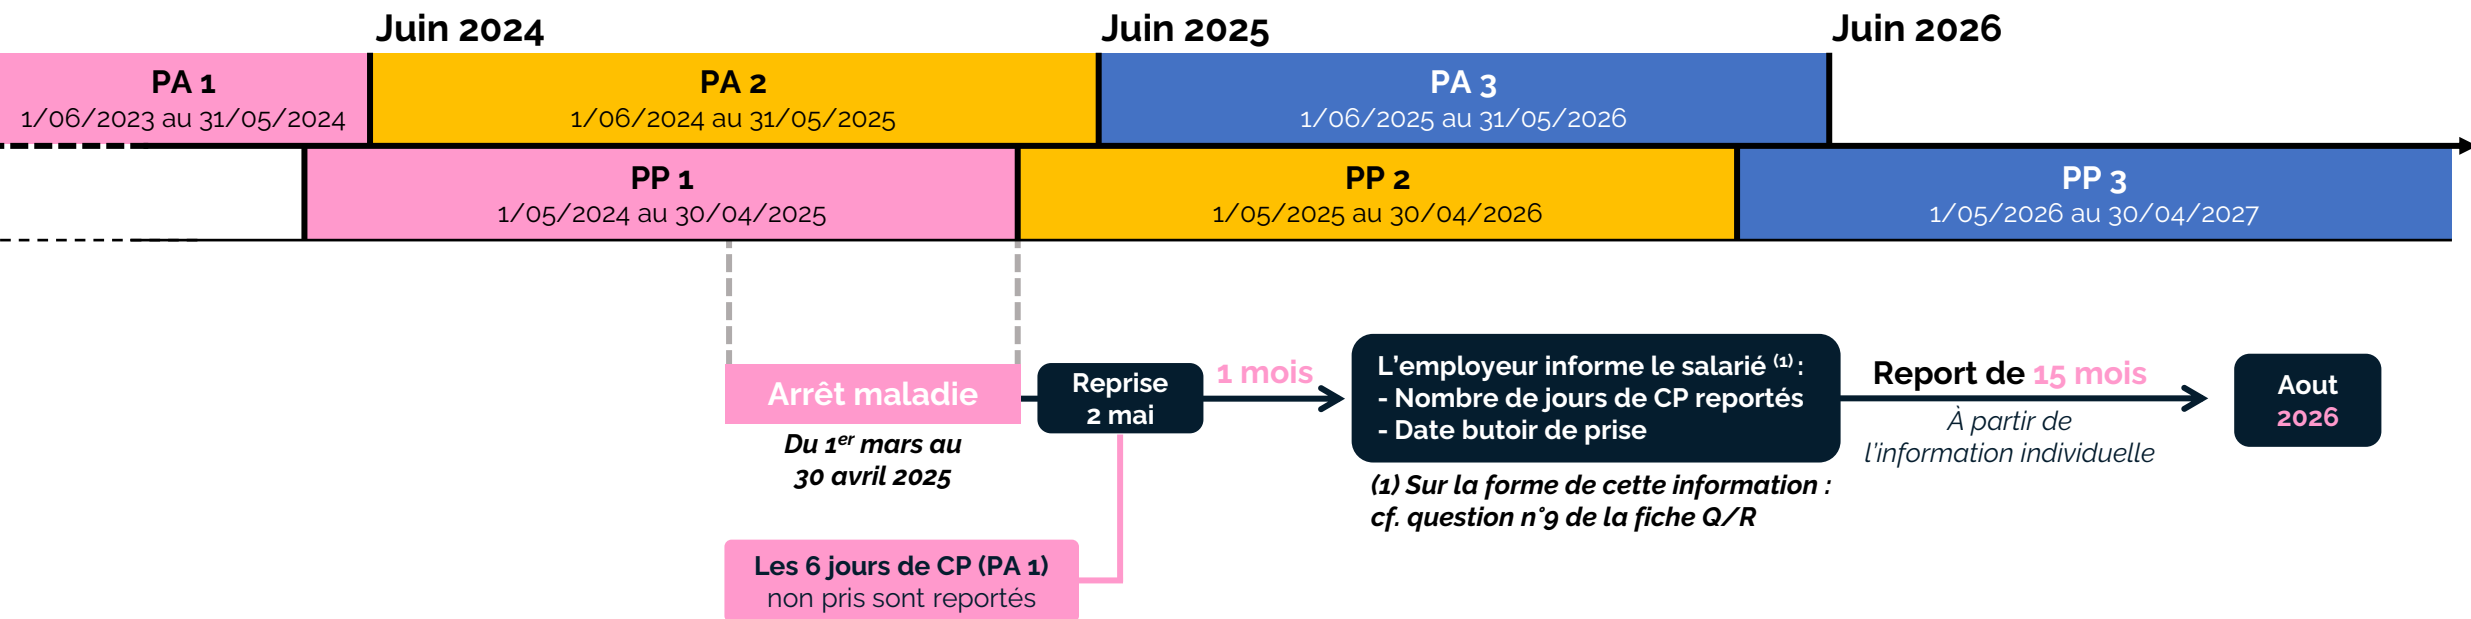 Juin 2024
Juin 2025
Juin 2026
PA 1
1/06/2023 au 31/05/2024
PA 2
1/06/2024 au 31/05/2025
PA 3
1/06/2025 au 31/05/2026
PP 1
1/05/2024 au 30/04/2025
PP 2
1/05/2025 au 30/04/2026
PP 3
1/05/2026 au 30/04/2027
Arrêt maladie
Du 1er mars au
30 avril 2025
Reprise
2 mai
1 mois
L'employeur informe le salarié (1) :
- Nombre de jours de CP reportés
- Date butoir de prise
(1) Sur la forme de cette information :
cf. question n°9 de la fiche Q/R
Report de 15 mois
À partir de
l'information individuelle
Aout
2026
Les 6 jours de CP (PA 1)
non pris sont reportés